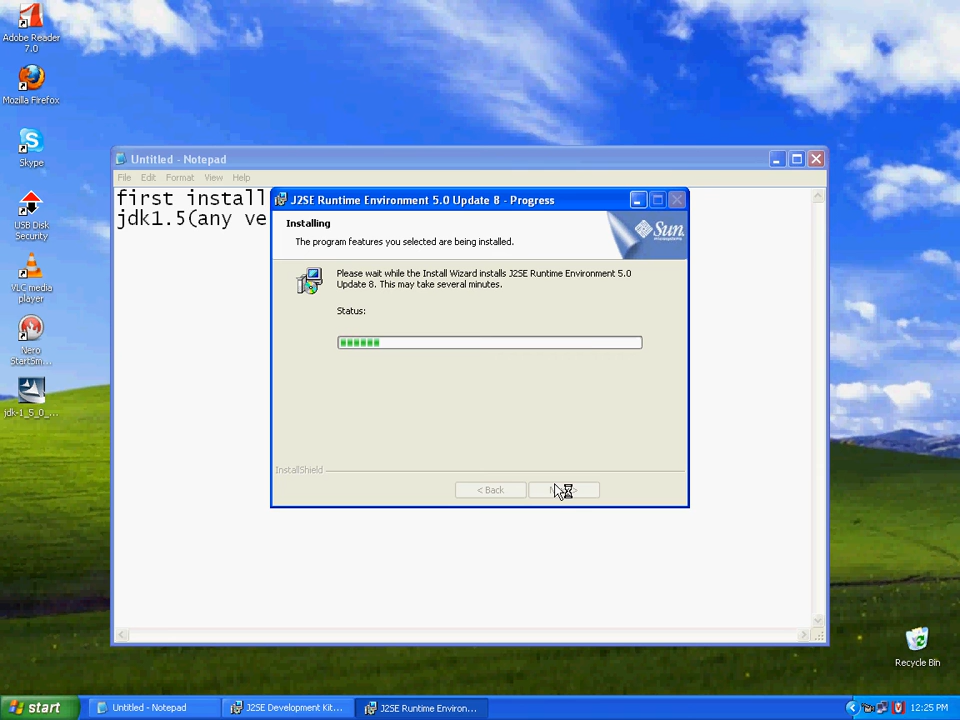 Adobe Reader
7.0
Mozilla Firefox
Skype
USB Disk
Security
VLC media
player
Nero
StartSm...
jdk-1_5_0_...
Untitled - Notepad
File Edit Format View Help
first install
jdk1.5(any ve
J2SE Runtime Environment 5.0 Update 8 - Progress
Installing
The program features you selected are being installed.
Sun
microsystems
Please wait while the Install Wizard installs J2SE Runtime Environment 5.0
Update 8. This may take several minutes.
Status:
InstallShield
< Back
Recycle Bin
start
Untitled - Notepad
J2SE Development Kit...
J2SE Runtime Environ...
12:25 PM